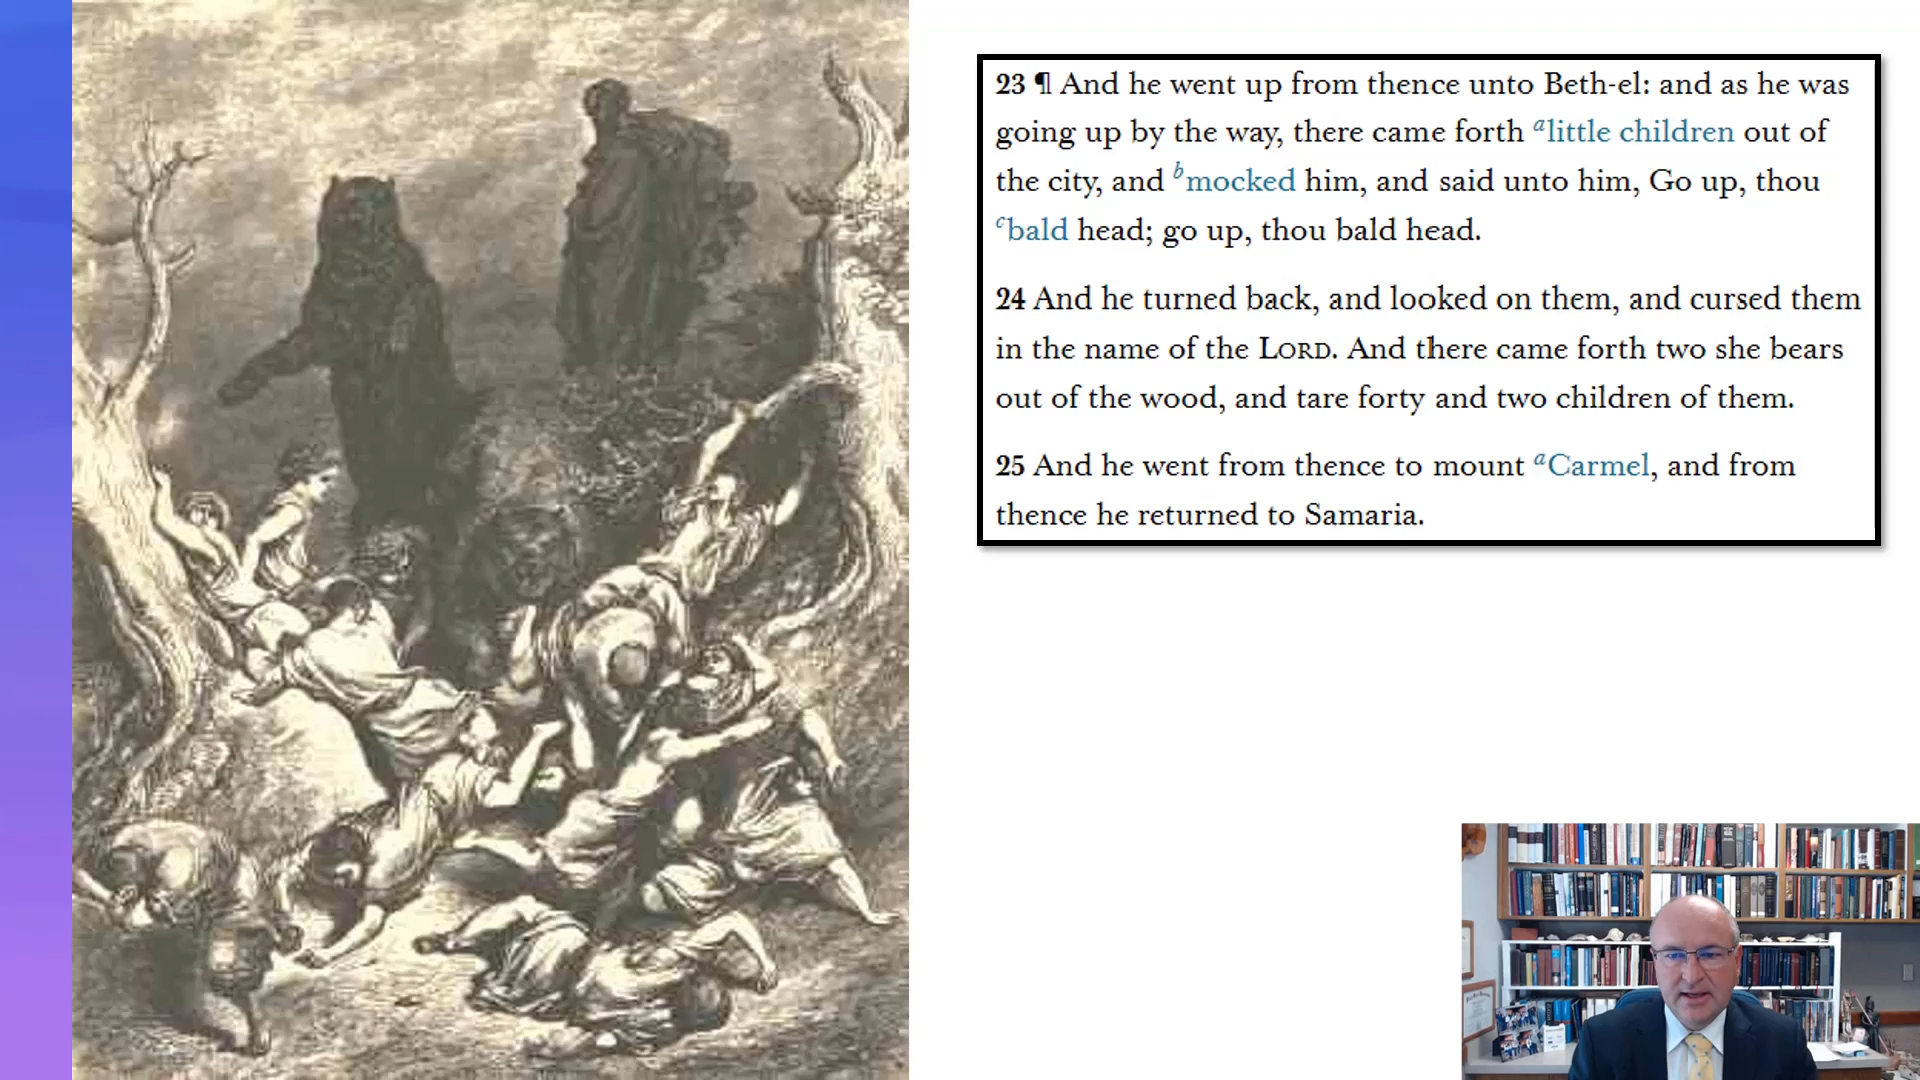 23 ¶ And he went up from thence unto Beth-el: and as he was
going up by the way, there came forth a little children out of
the city, and b mocked him, and said unto him, Go up, thou
c bald head; go up, thou bald head.
24 And he turned back, and looked on them, and cursed them
in the name of the LORD. And there came forth two she bears
out of the wood, and tare forty and two children of them.
25 And he went from thence to mount a Carmel, and from
thence he returned to Samaria.